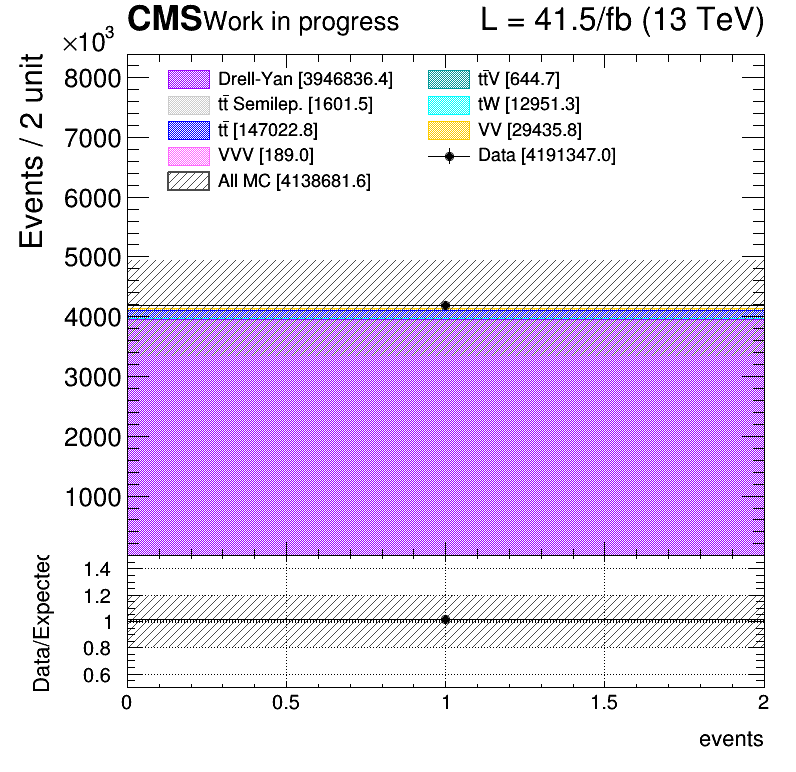 CMS Work in progress L = 41.5/fb (13 TeV)
×10³
Events / 2 unit
8000
7000
6000
5000
4000
3000
2000
1000
Drell-Yan [3946836.4]
tt̄ Semilep. [1601.5]
tt̄ [147022.8]
VVV [189.0]
All MC [4138681.6]
tt̄V [644.7]
tW [12951.3]
VV [29435.8]
Data [4191347.0]
Data/Expected
1.4
1.2
1
0.8
0.6
0 0.5 1 1.5 2
events